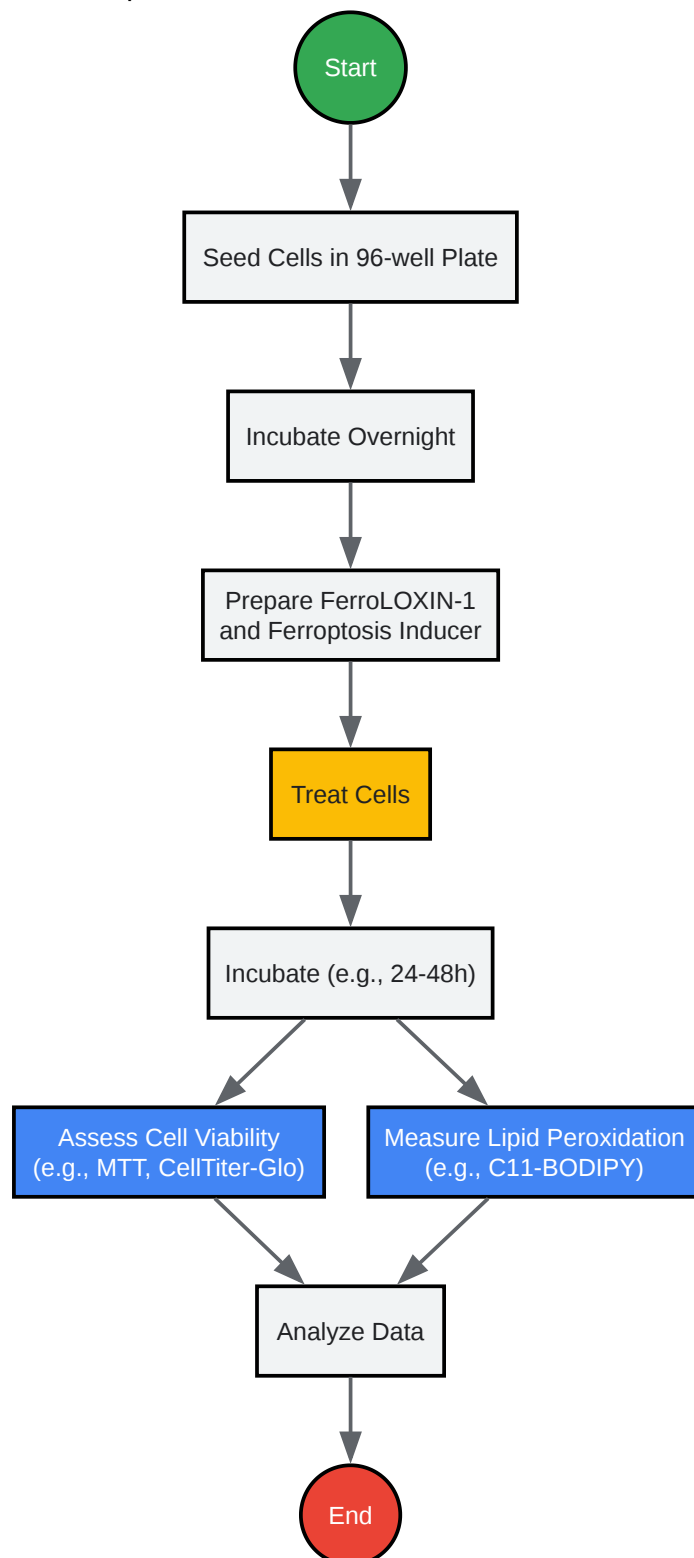 Start
Seed Cells in 96-well Plate
Incubate Overnight
Prepare FerroLOXIN-1
and Ferroptosis Inducer
Treat Cells
Incubate (e.g., 24-48h)
Assess Cell Viability
(e.g., MTT, CellTiter-Glo)
Measure Lipid Peroxidation
(e.g., C11-BODIPY)
Analyze Data
End